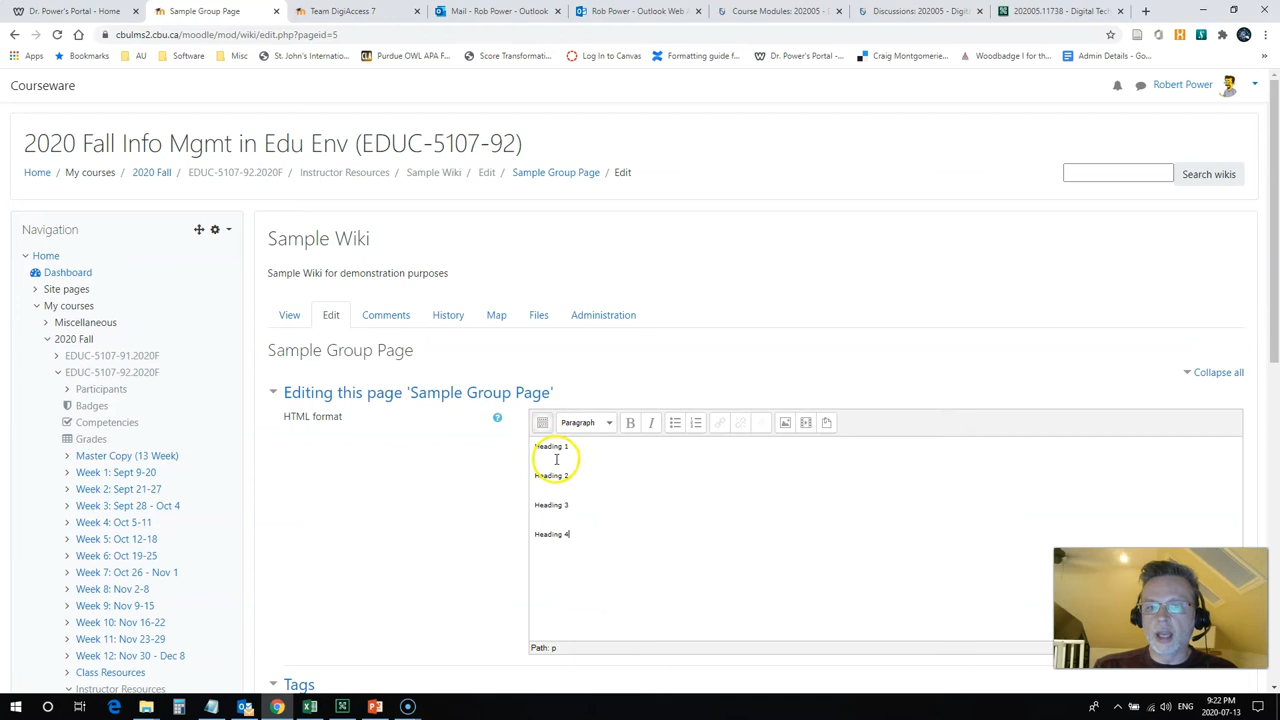 Dr. Power's Portal - Home
Sample Group Page
Team DigiAccess 7
Mail - Rob Power - Outlook
Rob Power - Outlook Web A
Course Modules: 202005 - D
Discussions: 202005 - Digit
202005.11738 - Digital Tech
cbulms2.cbu.ca/moodle/mod/wiki/edit.php?pageid=5
Apps
Bookmarks
AU
Software
Misc
St. John's Internatio...
Purdue OWL APA F...
Score Transformati...
Log In to Canvas
Formatting guide f...
Dr. Power's Portal -...
Craig Montgomerie...
Woodbadge I for th...
Admin Details - Go...
Courseware
Robert Power
2020 Fall Info Mgmt in Edu Env (EDUC-5107-92)
Home / My courses / 2020 Fall / EDUC-5107-92.2020F / Instructor Resources / Sample Wiki / Edit / Sample Group Page / Edit
Search wikis
Navigation
Home
Dashboard
Site pages
My courses
Miscellaneous
2020 Fall
EDUC-5107-91.2020F
EDUC-5107-92.2020F
Participants
Badges
Competencies
Grades
Master Copy (13 Week)
Week 1: Sept 9-20
Week 2: Sept 21-27
Week 3: Sept 28 - Oct 4
Week 4: Oct 5-11
Week 5: Oct 12-18
Week 6: Oct 19-25
Week 7: Oct 26 - Nov 1
Week 8: Nov 2-8
Week 9: Nov 9-15
Week 10: Nov 16-22
Week 11: Nov 23-29
Week 12: Nov 30 - Dec 8
Class Resources
Instructor Resources
Sample Wiki
Sample Wiki for demonstration purposes
View
Edit
Comments
History
Map
Files
Administration
Sample Group Page
Collapse all
Editing this page 'Sample Group Page'
HTML format
Paragraph
B
I
Heading 1
Heading 2
Heading 3
Heading 4
Path: p
Tags
ENG
9:22 PM
2020-07-13